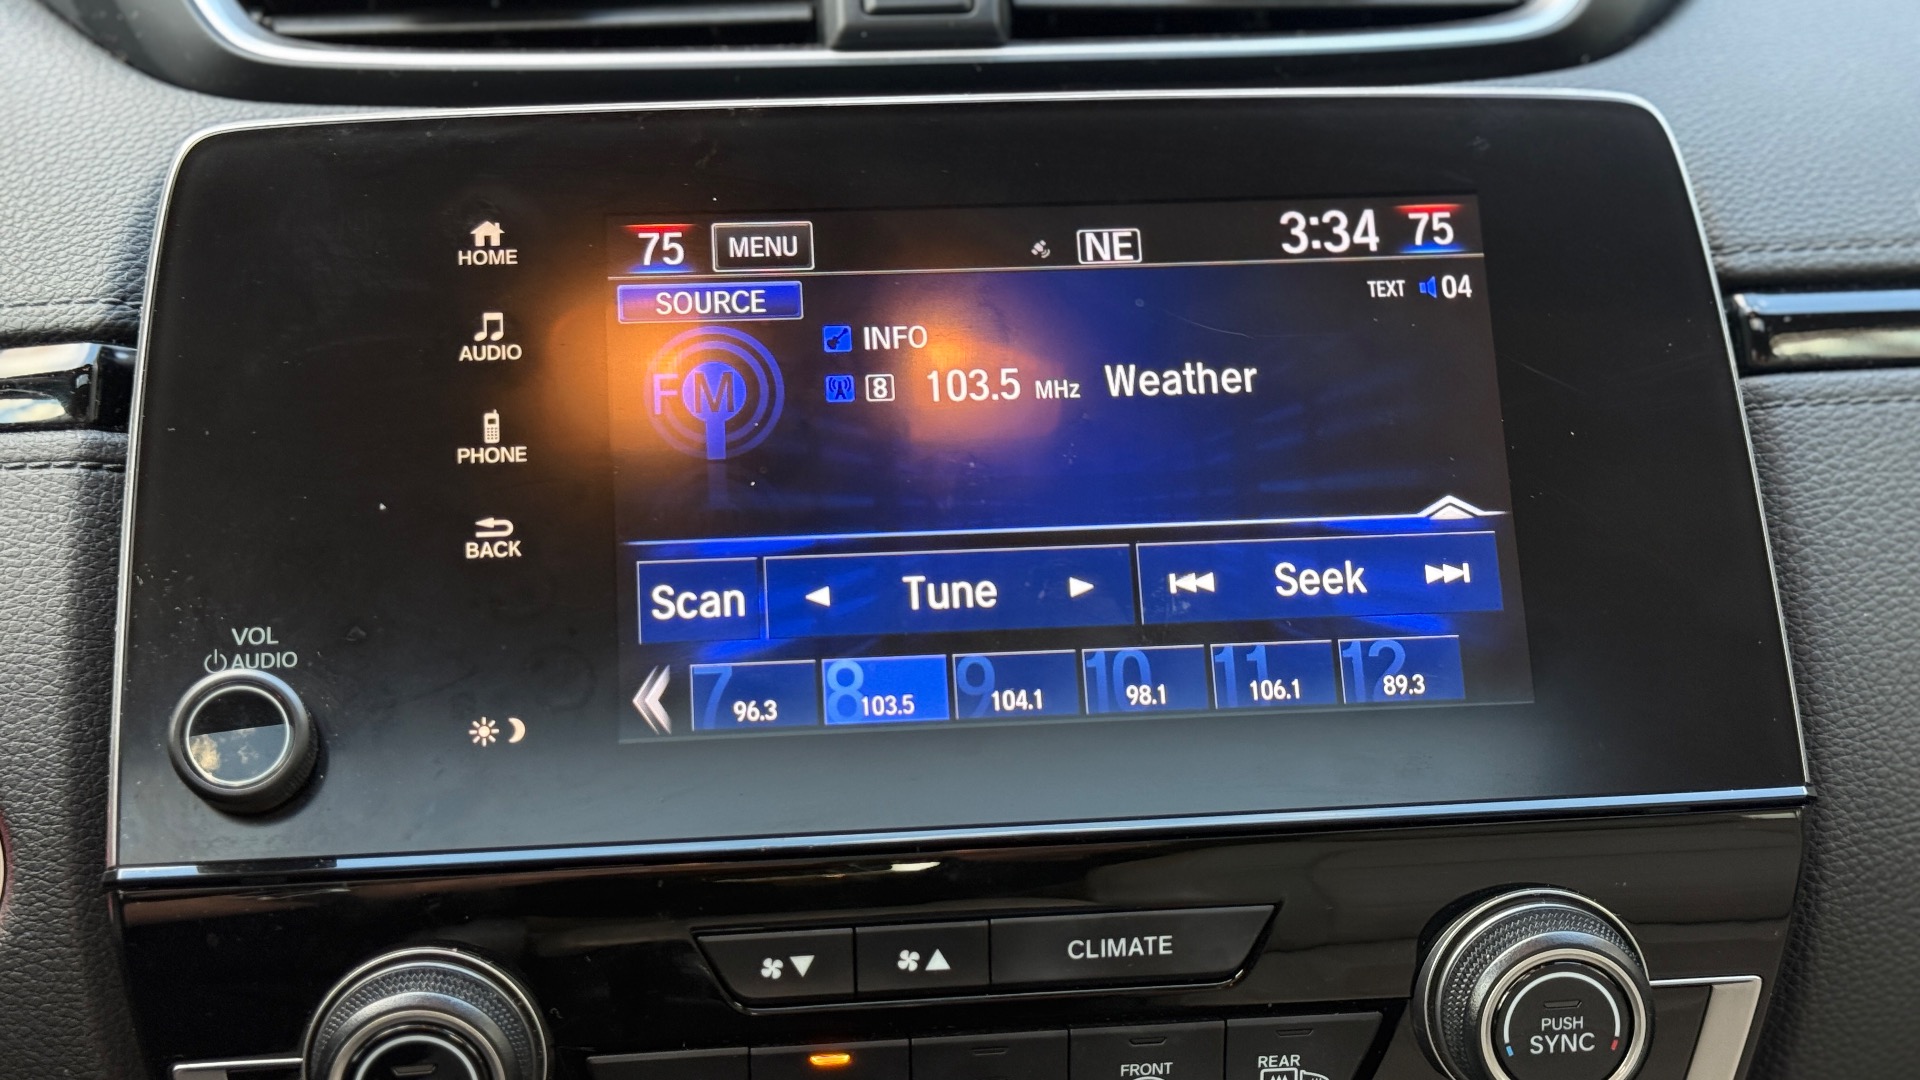 HOME
AUDIO
PHONE
BACK
VOL
AUDIO
75 MENU NE 3:34 75
SOURCE TEXT 04
FM
INFO
8 103.5 MHz Weather
Scan Tune Seek
7 96.3 8 103.5 9 104.1 10 98.1 11 106.1 12 89.3
CLIMATE
PUSH
SYNC
FRONT
REAR